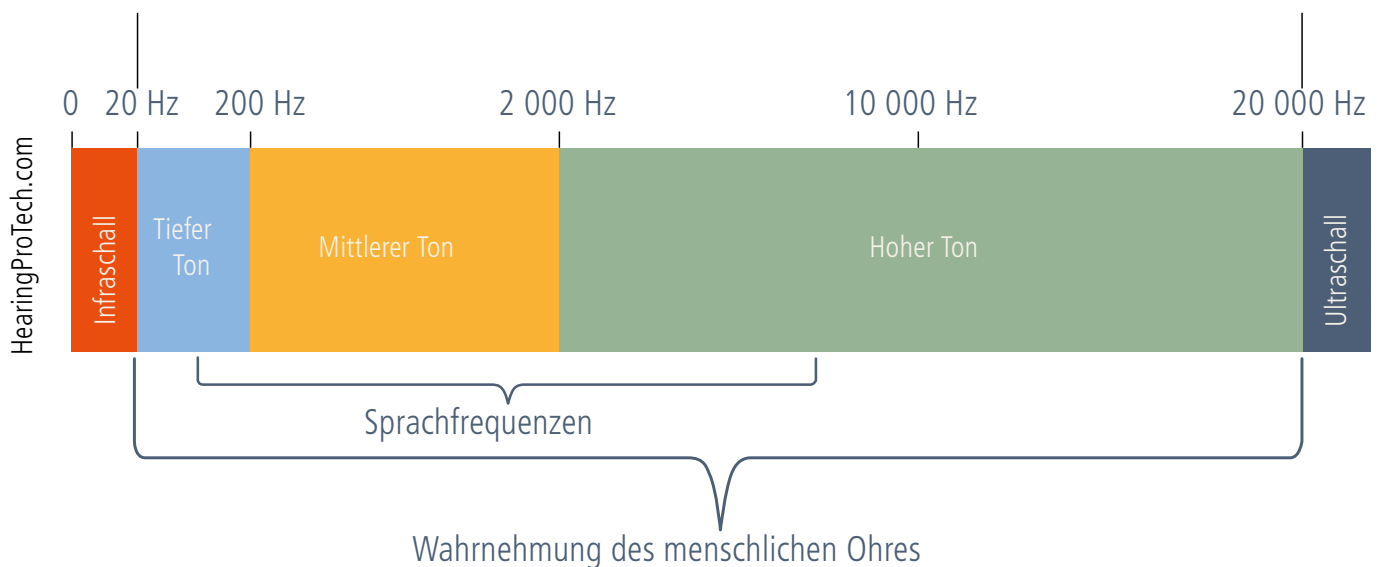 0 20 Hz 200 Hz 2 000 Hz 10 000 Hz 20 000 Hz
HearingProTech.com
Infraschall
Tiefer
Ton
Mittlerer Ton
Hoher Ton
Ultraschall
Sprachfrequenzen
Wahrnehmung des menschlichen Ohres